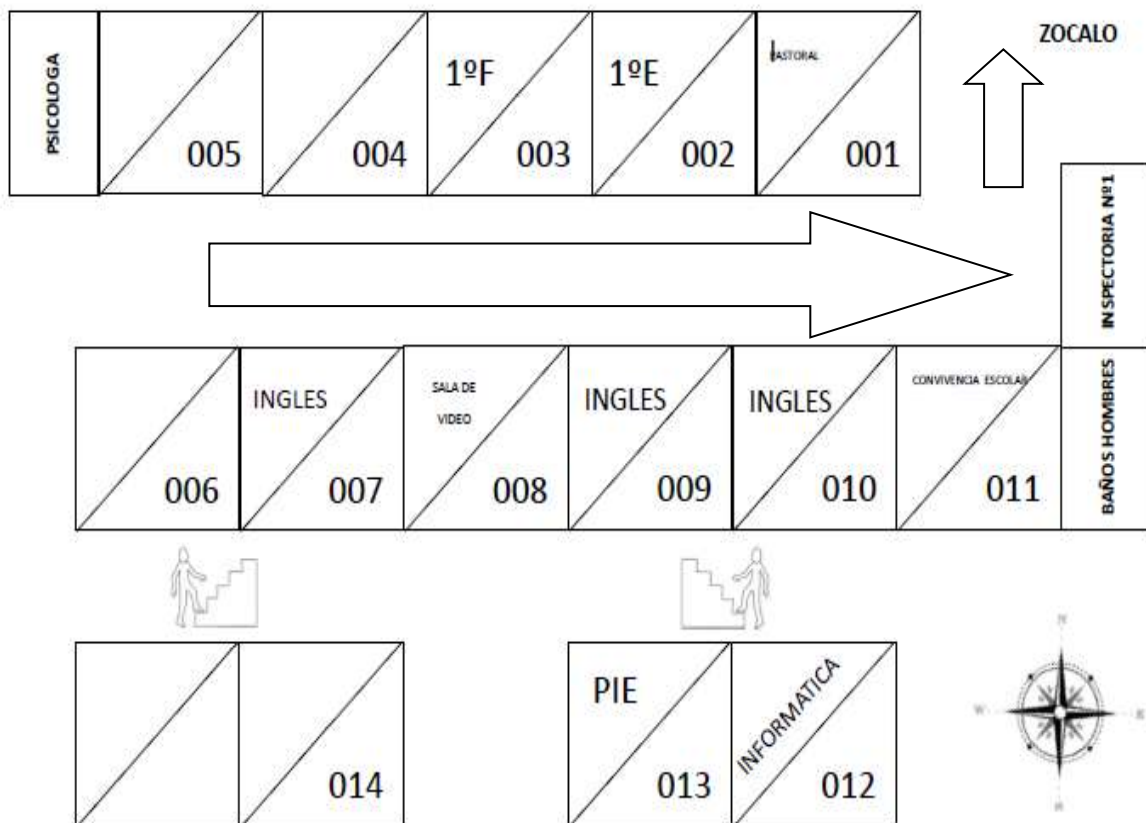 ZOCALO
PSICOLOGA
005
004
1ºF
003
1ºE
002
PASTORAL
001
INSPECTORIA Nº1
006
INGLES
007
SALA DE
VIDEO
008
INGLES
009
INGLES
010
CONVIVENCIA ESCOLAR
011
BAÑOS HOMBRES
014
PIE
013
INFORMATICA
012
N
W